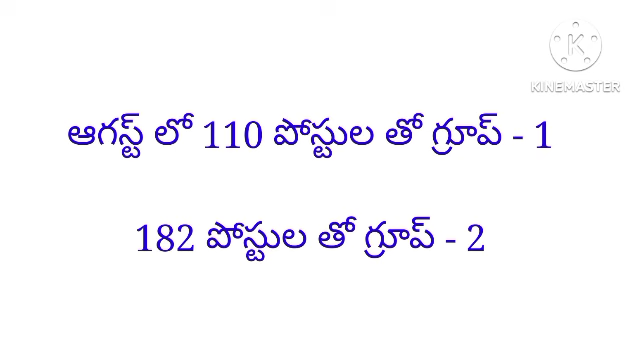 KINEMASTER
ఆగస్ట్ లో 110 పోస్టుల తో గ్రూప్ - 1
182 పోస్టుల తో గ్రూప్ - 2